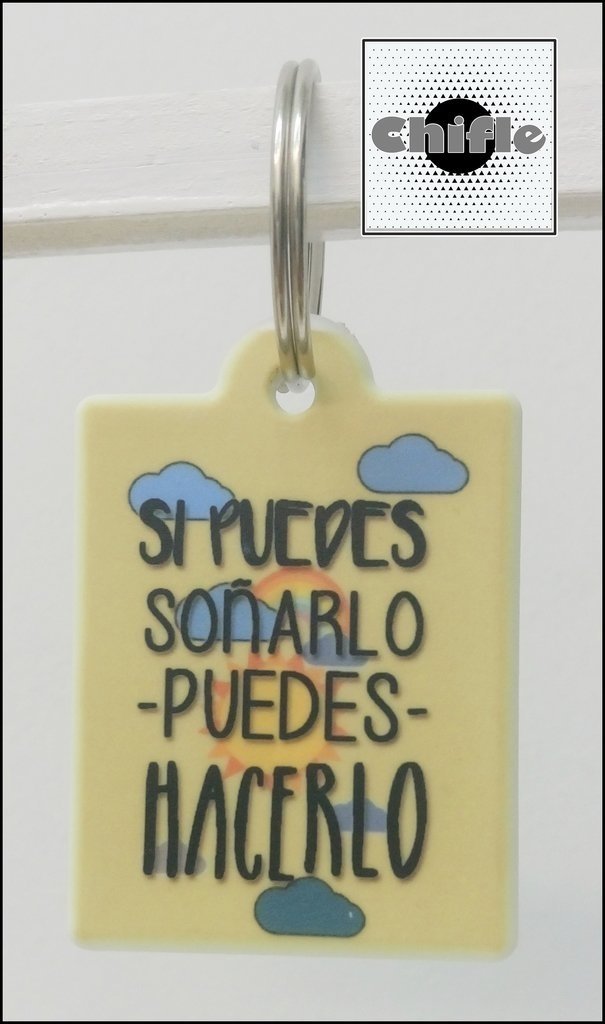 Chifle
SI PUEDES
SOÑARLO
-PUEDES-
HACERLO